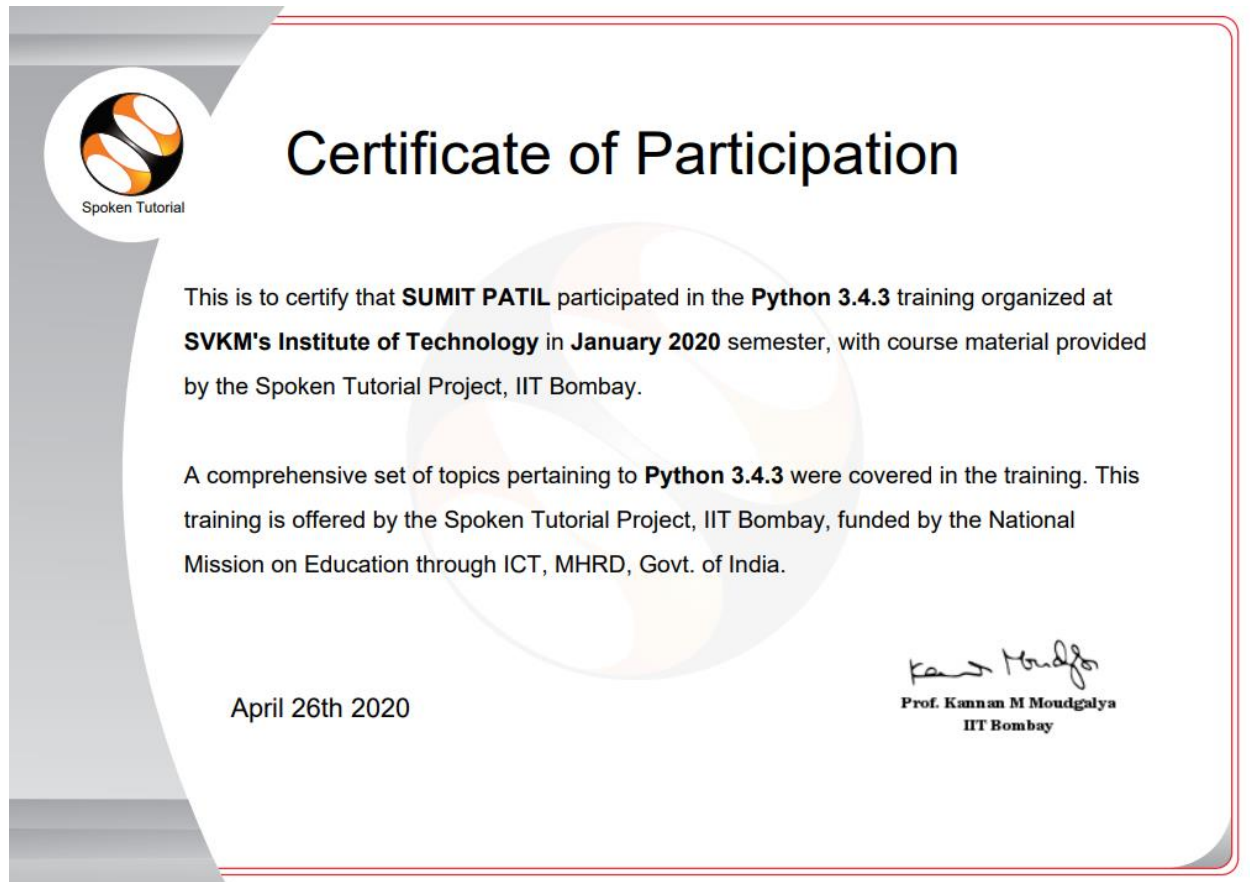 Spoken Tutorial
Certificate of Participation
This is to certify that SUMIT PATIL participated in the Python 3.4.3 training organized at
SVKM's Institute of Technology in January 2020 semester, with course material provided
by the Spoken Tutorial Project, IIT Bombay.
A comprehensive set of topics pertaining to Python 3.4.3 were covered in the training. This
training is offered by the Spoken Tutorial Project, IIT Bombay, funded by the National
Mission on Education through ICT, MHRD, Govt. of India.
April 26th 2020
Prof. Kannan M Moudgalya
IIT Bombay